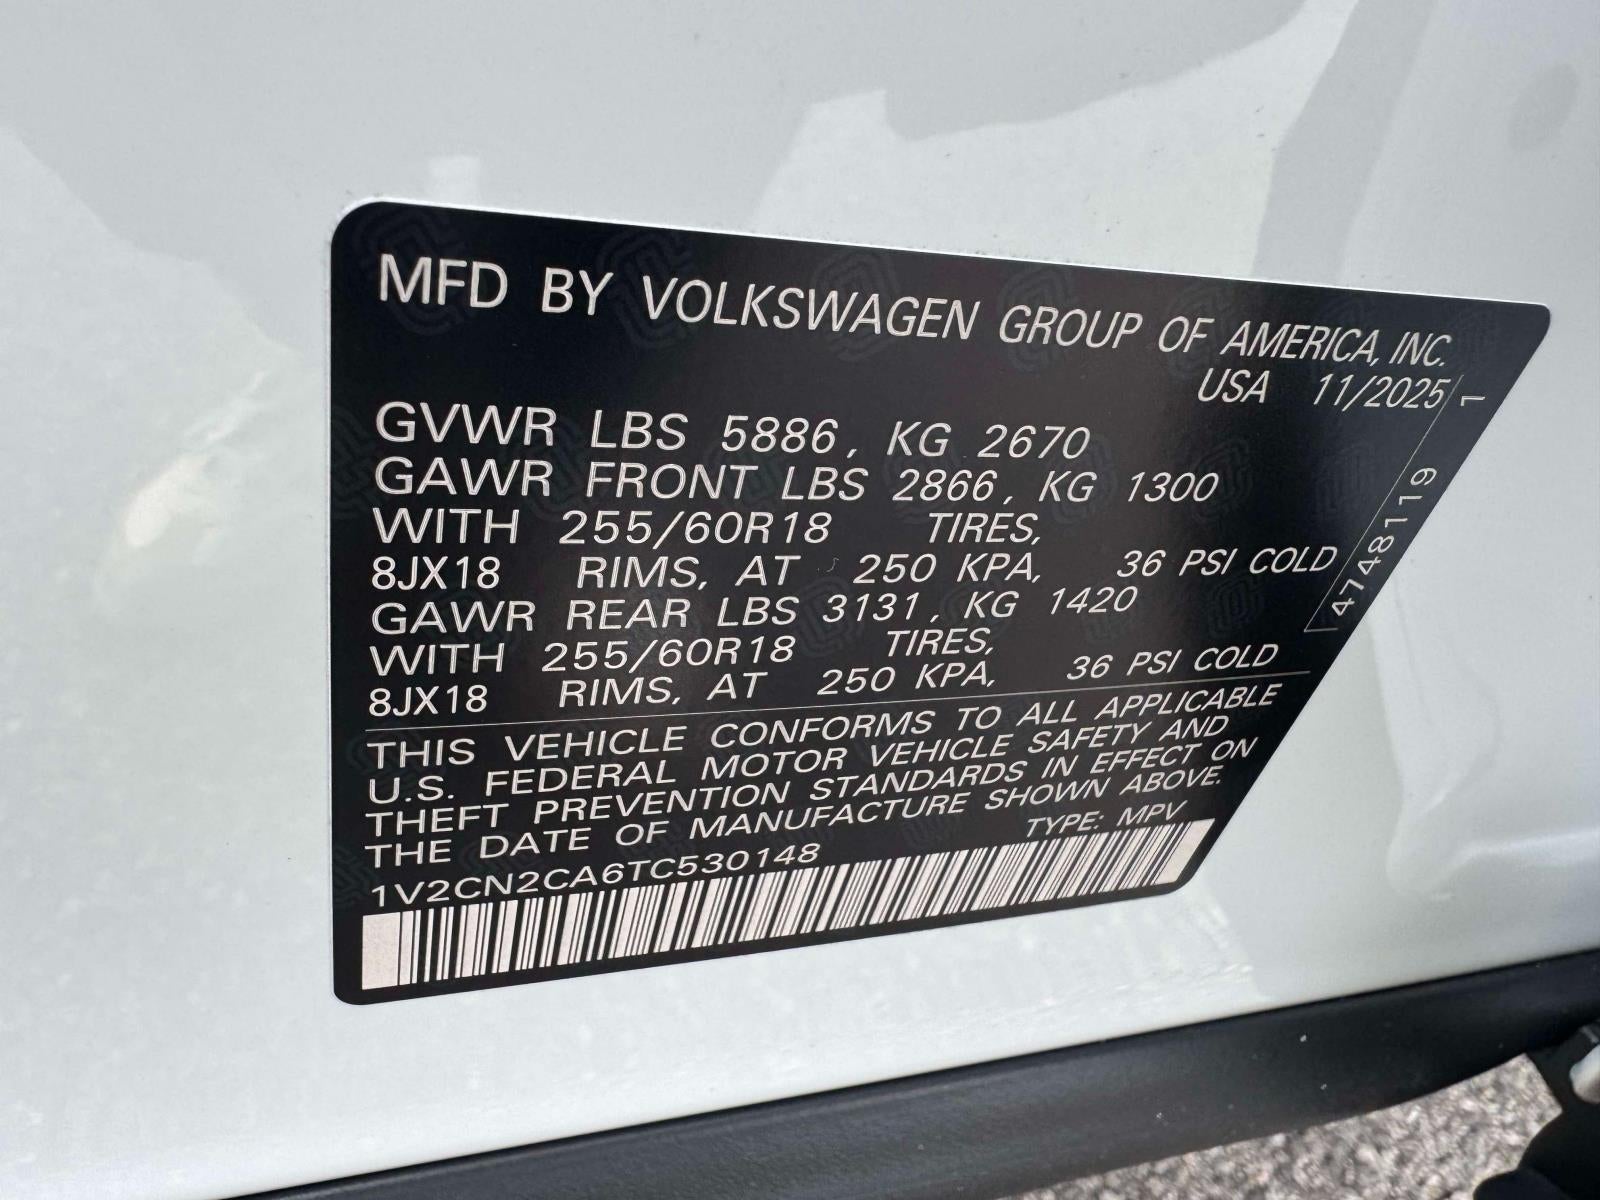 MFD BY VOLKSWAGEN GROUP OF AMERICA, INC.
USA 11/2025
GVWR LBS 5886, KG 2670
GAWR FRONT LBS 2866, KG 1300
WITH 255/60R18 TIRES,
8JX18 RIMS, AT 250 KPA, 36 PSI COLD
GAWR REAR LBS 3131, KG 1420
WITH 255/60R18 TIRES,
8JX18 RIMS, AT 250 KPA, 36 PSI COLD
THIS VEHICLE CONFORMS TO ALL APPLICABLE
U.S. FEDERAL MOTOR VEHICLE SAFETY AND
THEFT PREVENTION STANDARDS IN EFFECT ON
THE DATE OF MANUFACTURE SHOWN ABOVE.
TYPE: MPV
1V2CN2CA6TC530148
4748119 1